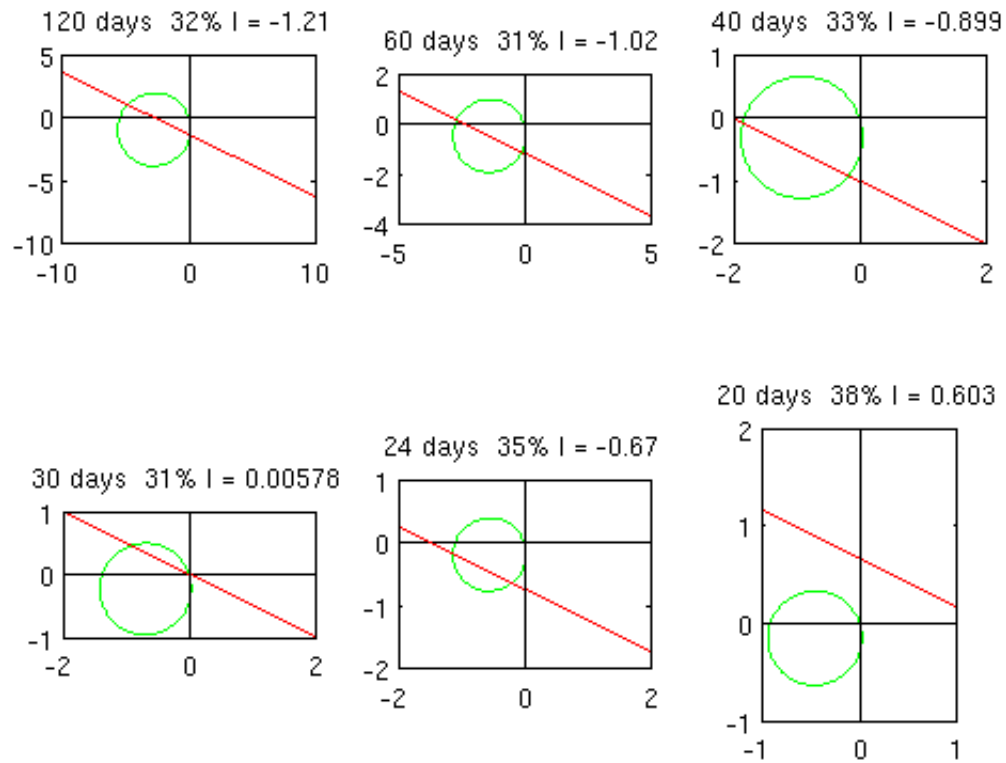 120 days 32% l = -1.21
5
0
-5
-10
-10 0 10
60 days 31% l = -1.02
2
0
-2
-4
-5 0 5
40 days 33% l = -0.899
1
0
-1
-2
-2 0 2
30 days 31% l = 0.00578
1
0
-1
-2 0 2
24 days 35% l = -0.67
1
0
-1
-2
-2 0 2
20 days 38% l = 0.603
2
1
0
-1
-1 0 1